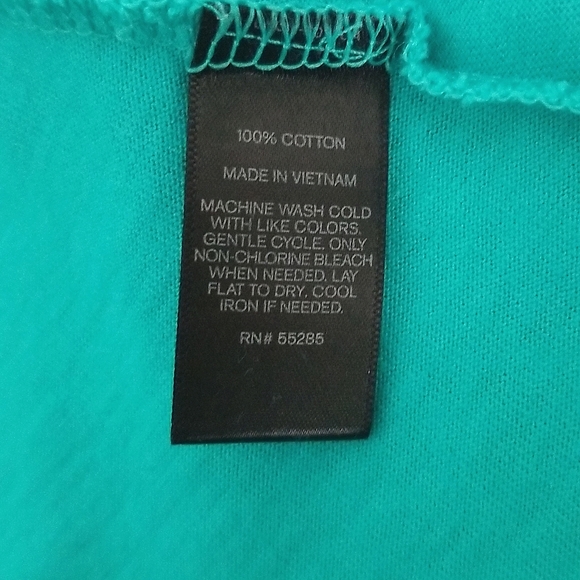 100% COTTON
MADE IN VIETNAM
MACHINE WASH COLD
WITH LIKE COLORS.
GENTLE CYCLE. ONLY
NON-CHLORINE BLEACH
WHEN NEEDED. LAY
FLAT TO DRY. COOL
IRON IF NEEDED.
RN# 55285